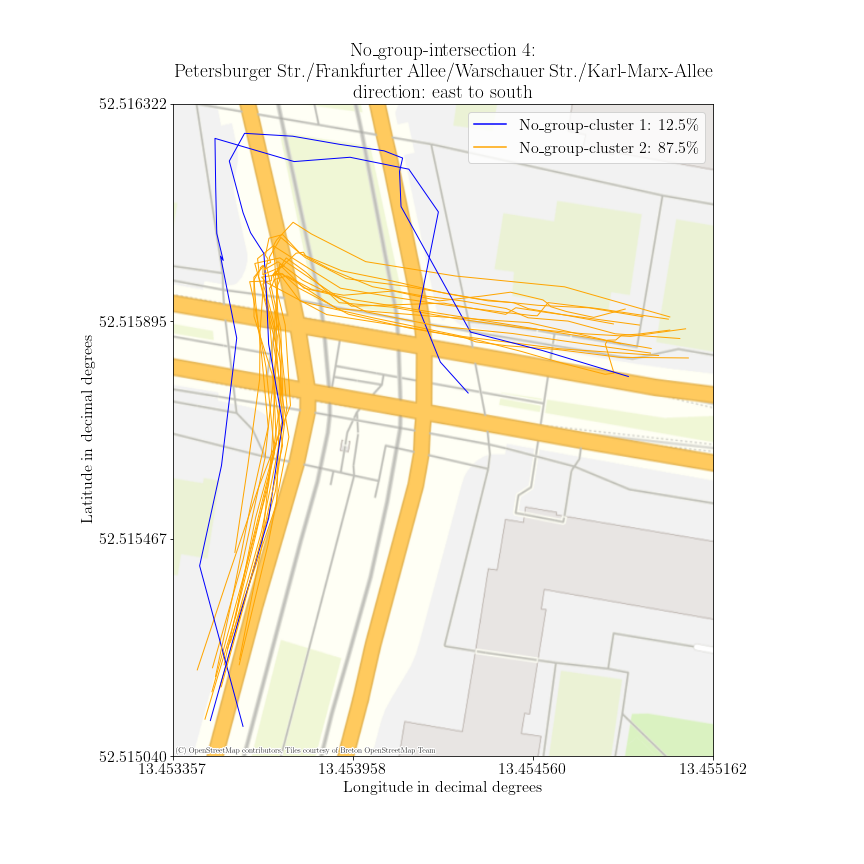 No_group-intersection 4:
Petersburger Str./Frankfurter Allee/Warschauer Str./Karl-Marx-Allee
direction: east to south
52.516322
No_group-cluster 1: 12.5%
No_group-cluster 2: 87.5%
52.515895
Latitude in decimal degrees
52.515467
52.515040
(C) OpenStreetMap contributors, Tiles courtesy of Breton OpenStreetMap Team
13.453357 13.453958 13.454560 13.455162
Longitude in decimal degrees